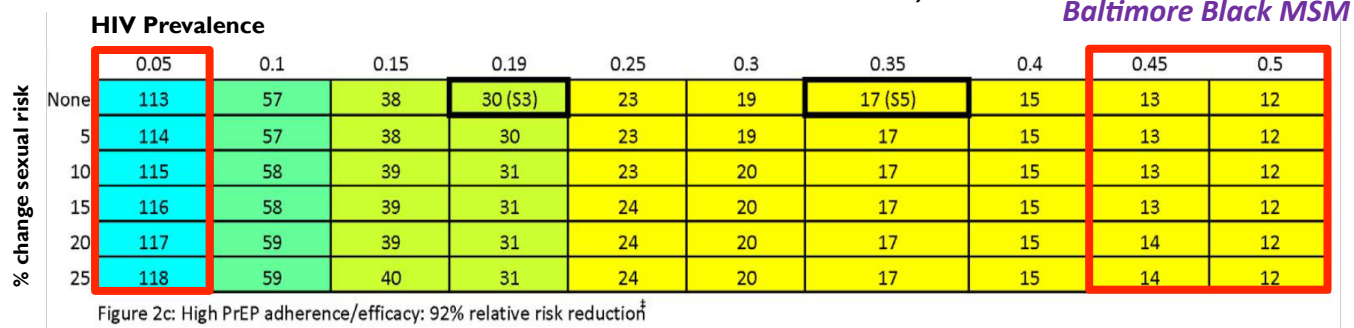 Baltimore Black MSM
HIV Prevalence
0.05 0.1 0.15 0.19 0.25 0.3 0.35 0.4 0.45 0.5
% change sexual risk
None 113 57 38 30 (S3) 23 19 17 (S5) 15 13 12
5 114 57 38 30 23 19 17 15 13 12
10 115 58 39 31 23 20 17 15 13 12
15 116 58 39 31 24 20 17 15 13 12
20 117 59 39 31 24 20 17 15 14 12
25 118 59 40 31 24 20 17 15 14 12
Figure 2c: High PrEP adherence/efficacy: 92% relative risk reduction‡